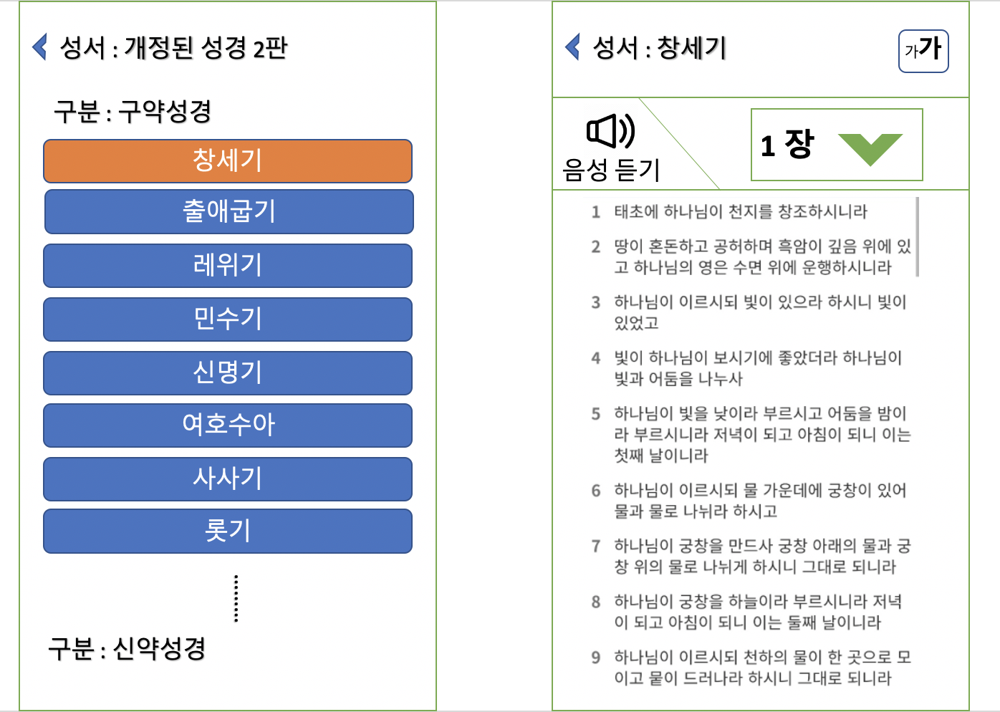 성서 : 개정된 성경 2판
구분 : 구약성경
창세기
출애굽기
레위기
민수기
신명기
여호수아
사사기
룻기
구분 : 신약성경
성서 : 창세기
가가
음성 듣기
1 장
1 태초에 하나님이 천지를 창조하시니라
2 땅이 혼돈하고 공허하며 흑암이 깊음 위에 있
고 하나님의 영은 수면 위에 운행하시니라
3 하나님이 이르시되 빛이 있으라 하시니 빛이
있었고
4 빛이 하나님이 보시기에 좋았더라 하나님이
빛과 어둠을 나누사
5 하나님이 빛을 낮이라 부르시고 어둠을 밤이
라 부르시니라 저녁이 되고 아침이 되니 이는
첫째 날이니라
6 하나님이 이르시되 물 가운데에 궁창이 있어
물과 물로 나뉘라 하시고
7 하나님이 궁창을 만드사 궁창 아래의 물과 궁
창 위의 물로 나뉘게 하시니 그대로 되니라
8 하나님이 궁창을 하늘이라 부르시니라 저녁
이 되고 아침이 되니 이는 둘째 날이니라
9 하나님이 이르시되 천하의 물이 한 곳으로 모
이고 뭍이 드러나라 하시니 그대로 되니라